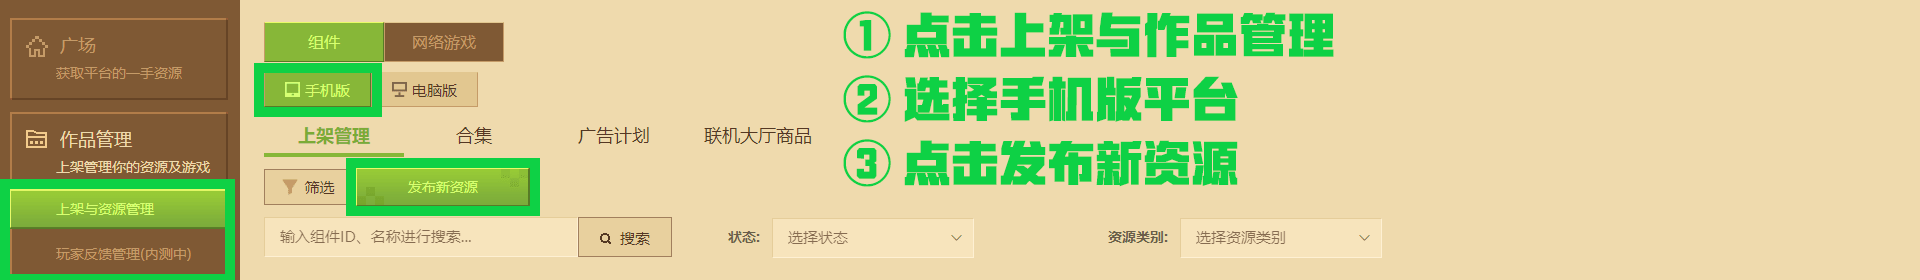 广场
获取平台的一手资源
作品管理
上架管理你的资源及游戏
上架与资源管理
玩家反馈管理(内测中)
组件
网络游戏
手机版
电脑版
上架管理
合集
广告计划
联机大厅商品
筛选
发布新资源
输入组件ID、名称进行搜索...
搜索
状态:
选择状态
资源类别:
选择资源类别
① 点击上架与作品管理
② 选择手机版平台
③ 点击发布新资源